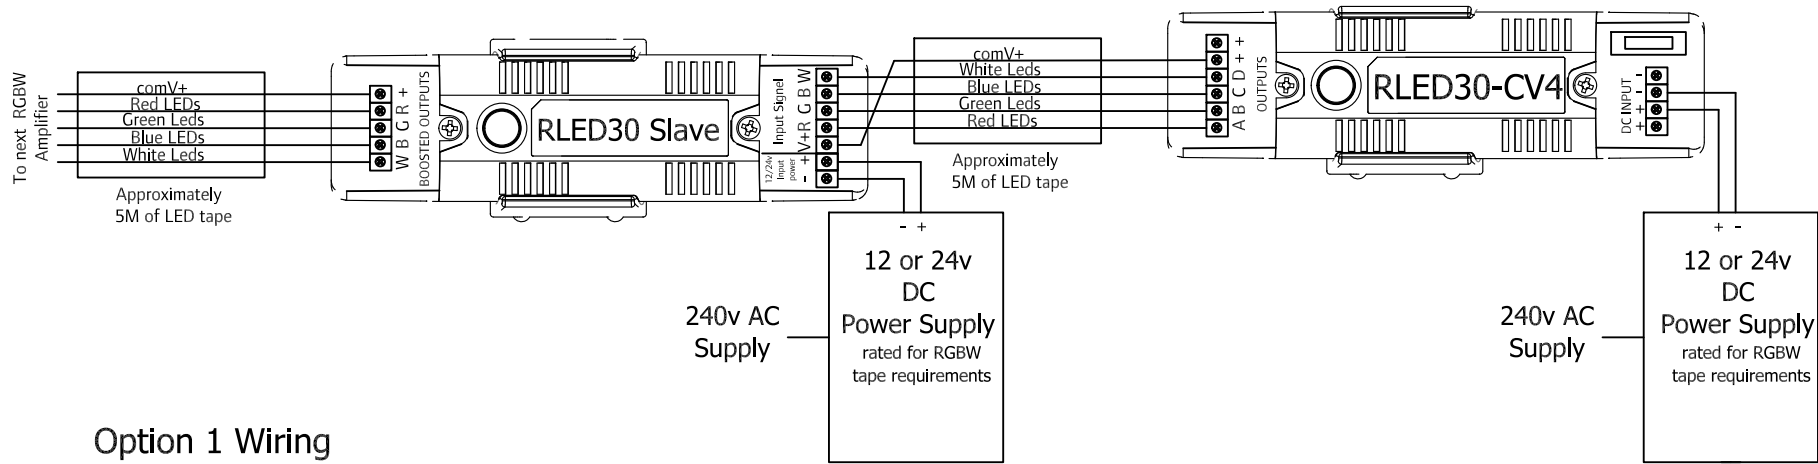 To next RGBW
Amplifier
comV+
Red LEDs
Green Leds
Blue LEDs
White Leds
Approximately
5M of LED tape
W B G R +
BOOSTED OUTPUTS
RLED30 Slave
Input Signel
V+R G B W
12/24v
Input
power
- +
comV+
White Leds
Blue LEDs
Green Leds
Red LEDs
Approximately
5M of LED tape
A B C D + +
OUTPUTS
RLED30-CV4
DC INPUT
+ + - -
- +
12 or 24v
DC
Power Supply
rated for RGBW
tape requirements
240v AC
Supply
+ -
12 or 24v
DC
Power Supply
rated for RGBW
tape requirements
240v AC
Supply
Option 1 Wiring